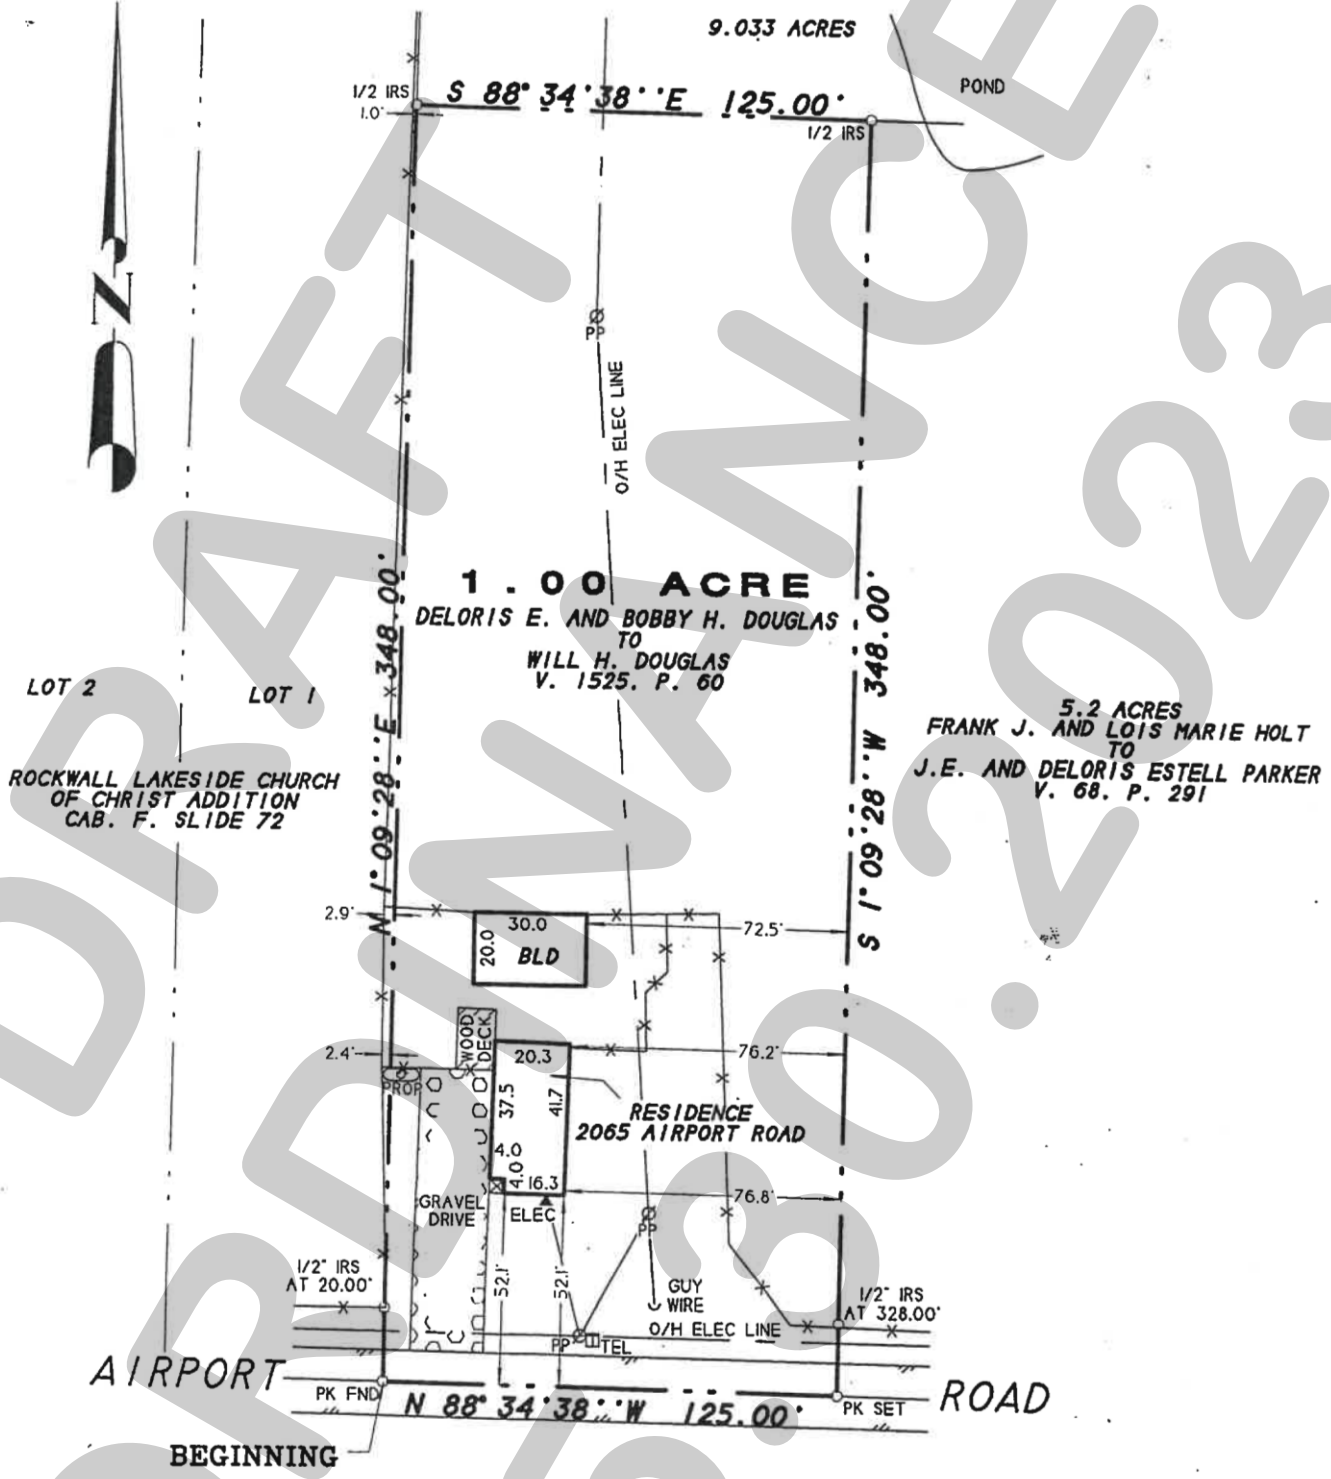 9.033 ACRES
POND
1/2 IRS
S 88° 34' 38'' E 125.00'
1.0'
1/2 IRS
N
PP
O/H ELEC LINE
1.00 ACRE
DELORIS E. AND BOBBY H. DOUGLAS
TO
WILL H. DOUGLAS
V. 1525. P. 60
N 1° 09' 28'' E 348.00'
S 1° 09' 28'' W 348.00'
LOT 2
LOT 1
ROCKWALL LAKESIDE CHURCH
OF CHRIST ADDITION
CAB. F. SLIDE 72
5.2 ACRES
FRANK J. AND LOIS MARIE HOLT
TO
J.E. AND DELORIS ESTELL PARKER
V. 68. P. 291
2.9'
30.0
20.0
BLD
72.5'
WOOD
DECK
2.4'
20.3
76.2'
PROP
37.5
41.7
RESIDENCE
2065 AIRPORT ROAD
4.0
4.0
16.3
76.8'
GRAVEL
DRIVE
ELEC
PP
1/2" IRS
AT 20.00'
52.1'
52.1'
GUY
WIRE
1/2" IRS
AT 328.00'
O/H ELEC LINE
PP
TEL
AIRPORT
ROAD
PK FND
N 88° 34' 38'' W 125.00'
PK SET
BEGINNING
DRAFT
ORDINANCE
.30.2023